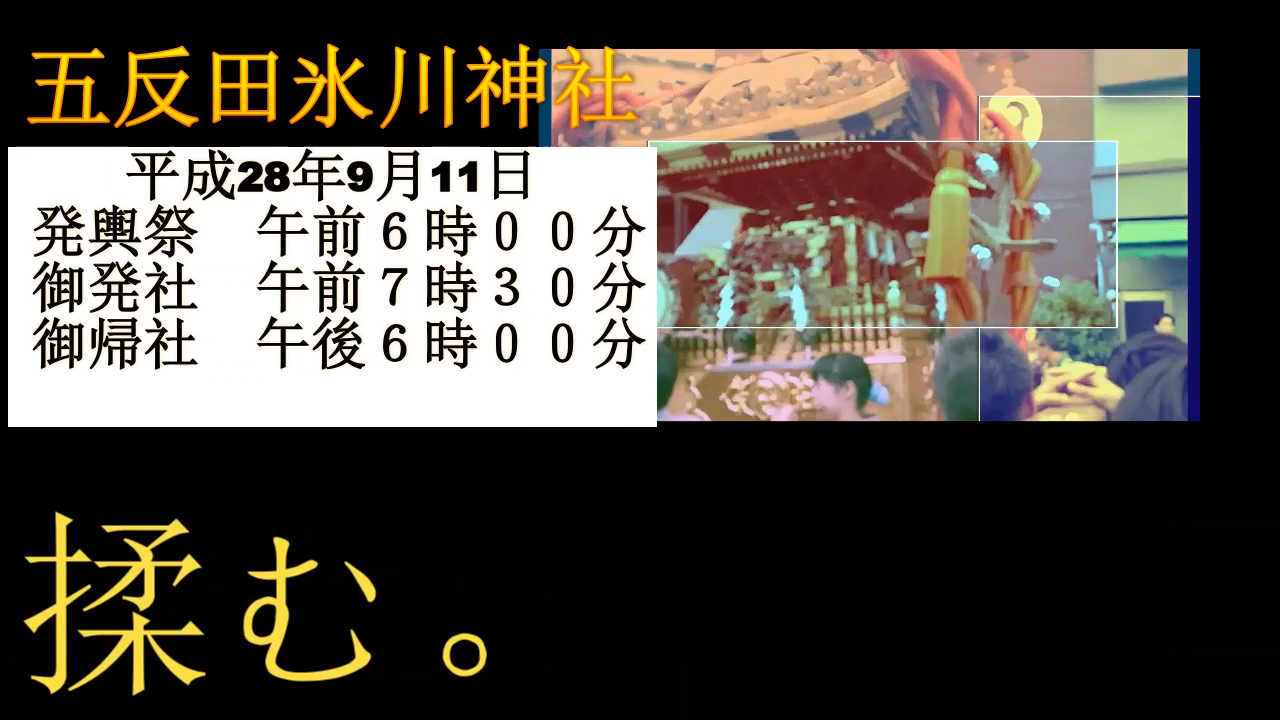 五反田氷川神社
平成28年9月11日
発輿祭　午前６時００分
御発社　午前７時３０分
御帰社　午後６時００分
揉む。